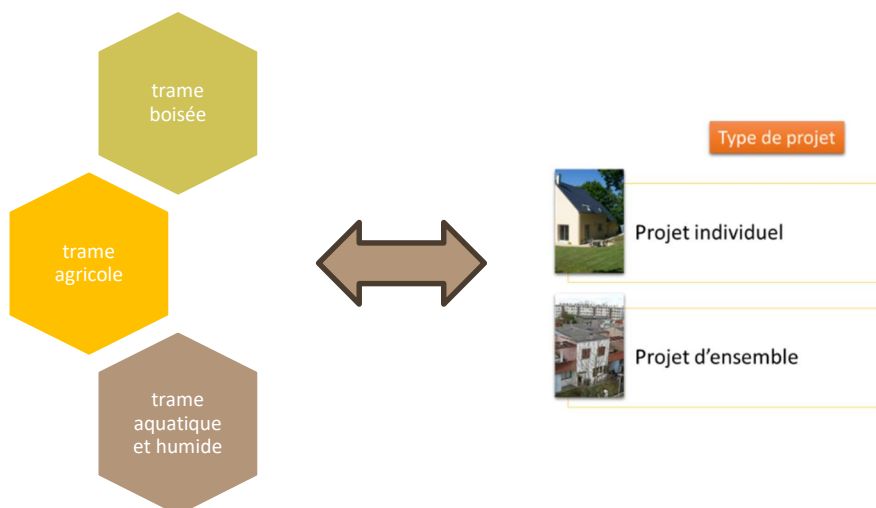 trame
boisée
trame
agricole
trame
aquatique
et humide
Type de projet
Projet individuel
Projet d'ensemble